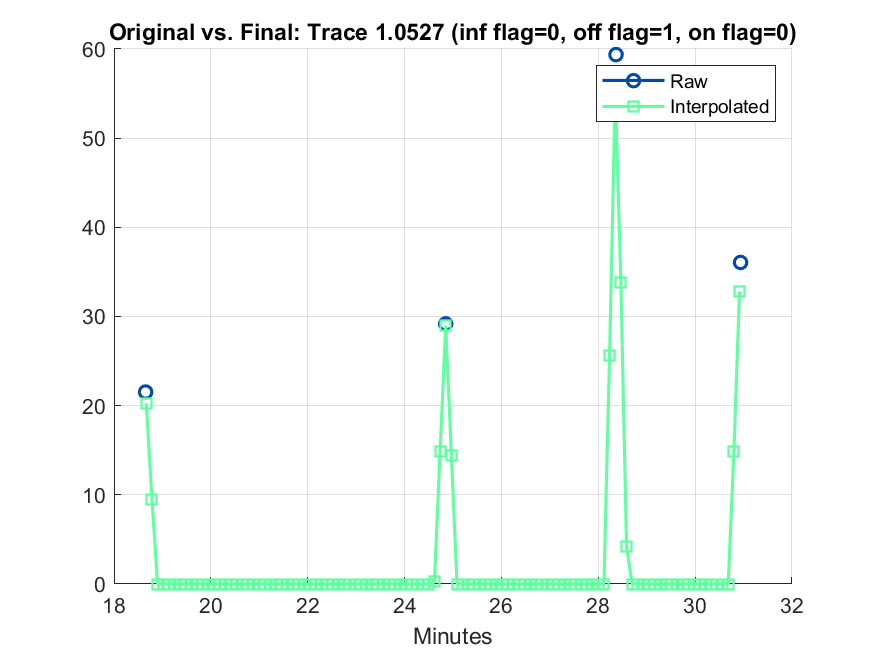 Original vs. Final: Trace 1.0527 (inf flag=0, off flag=1, on flag=0)
60
50
40
30
20
10
0
Raw
Interpolated
18 20 22 24 26 28 30 32
Minutes